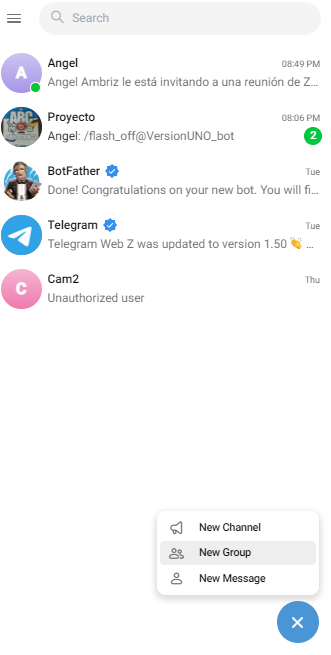 Search
Angel 08:49 PM
Angel Ambriz le está invitando a una reunión de Z...
Proyecto 08:06 PM
Angel: /flash_off@VersionUNO_bot 2
BotFather Tue
Done! Congratulations on your new bot. You will fi...
Telegram Tue
Telegram Web Z was updated to version 1.50 👏 ...
C Cam2 Thu
Unauthorized user
New Channel
New Group
New Message